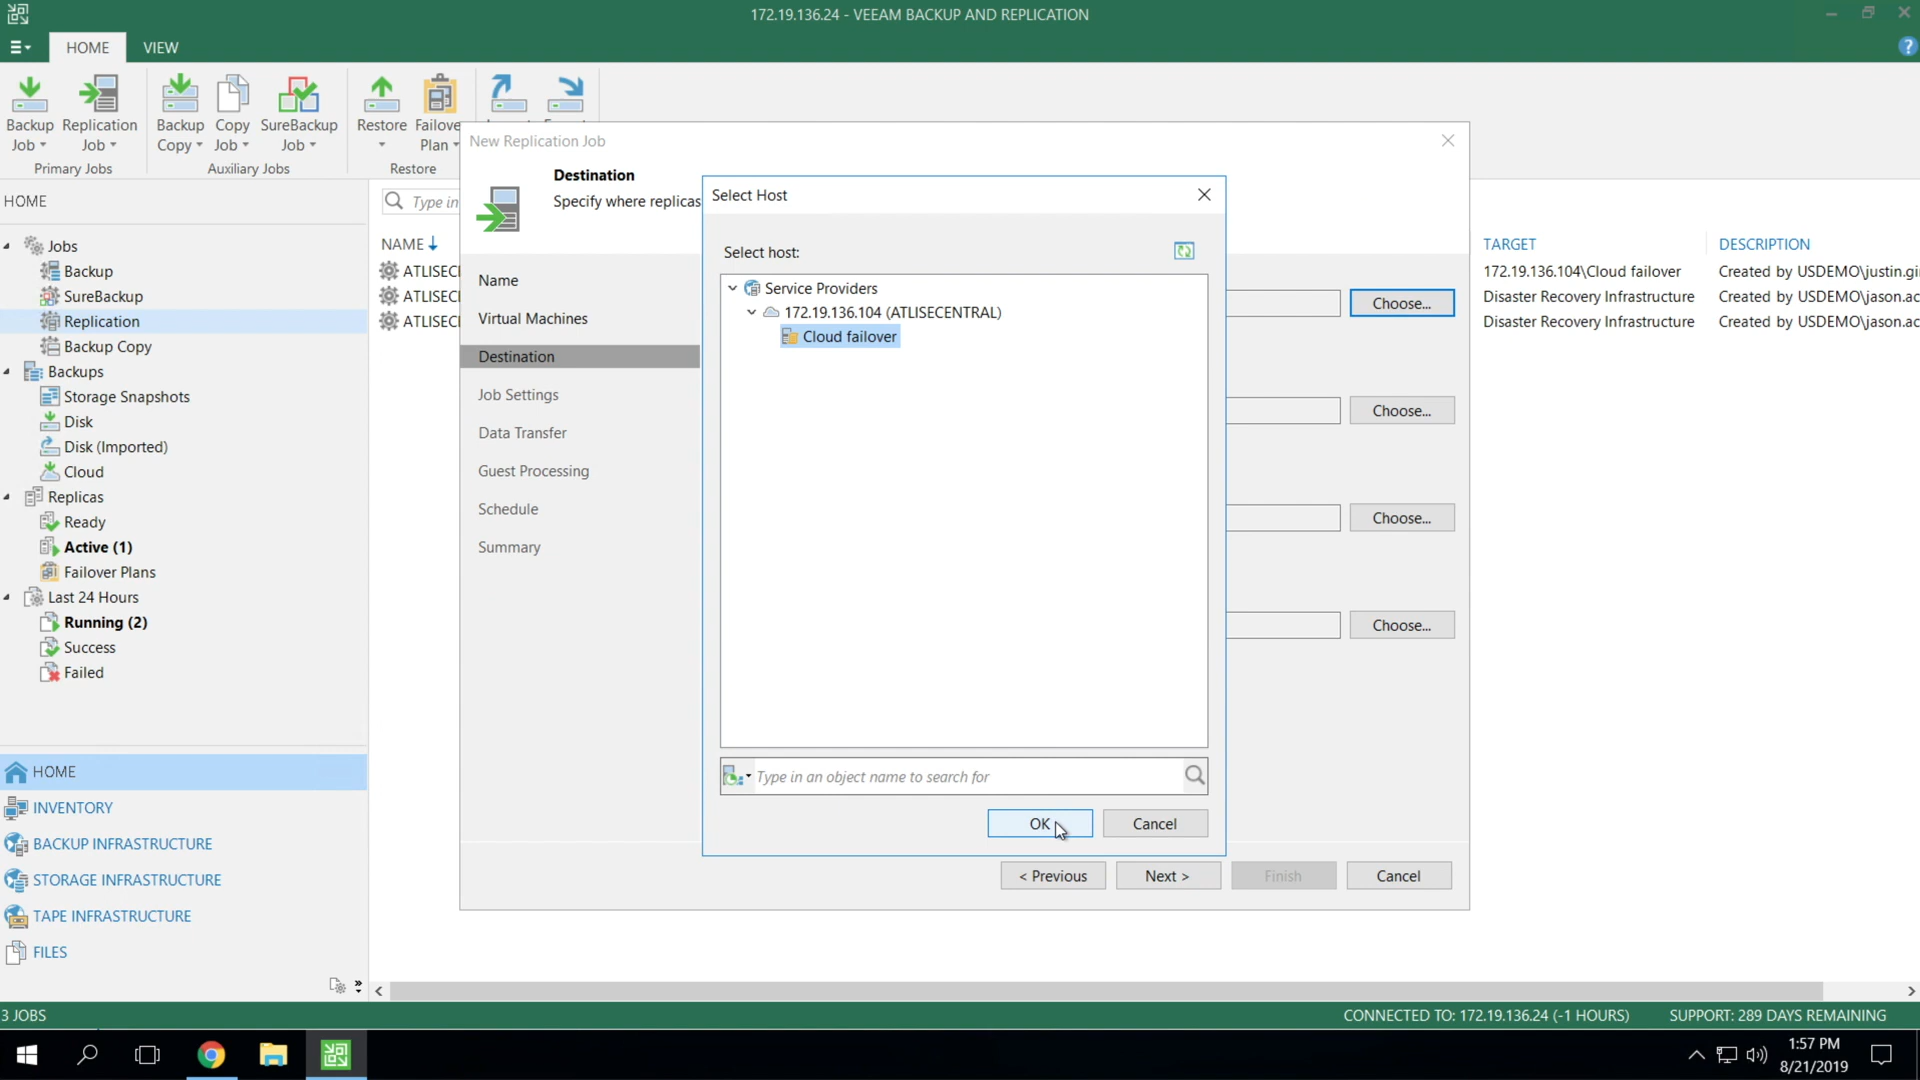 172.19.136.24 - VEEAM BACKUP AND REPLICATION
HOME
VIEW
Backup
Job
Replication
Job
Backup
Copy
Copy
Job
SureBackup
Job
Restore
Failove
Plan
Primary Jobs
Auxiliary Jobs
Restore
New Replication Job
Destination
Specify where replicas
HOME
Type in
NAME
ATLISECI
ATLISECI
ATLISECI
TARGET
DESCRIPTION
172.19.136.104\Cloud failover
Created by USDEMO\justin.gi
Disaster Recovery Infrastructure
Created by USDEMO\jason.ac
Disaster Recovery Infrastructure
Created by USDEMO\jason.ac
Jobs
Backup
SureBackup
Replication
Backup Copy
Backups
Storage Snapshots
Disk
Disk (Imported)
Cloud
Replicas
Ready
Active (1)
Failover Plans
Last 24 Hours
Running (2)
Success
Failed
HOME
INVENTORY
BACKUP INFRASTRUCTURE
STORAGE INFRASTRUCTURE
TAPE INFRASTRUCTURE
FILES
Name
Virtual Machines
Destination
Job Settings
Data Transfer
Guest Processing
Schedule
Summary
Select Host
Select host:
Service Providers
172.19.136.104 (ATLISECENTRAL)
Cloud failover
Type in an object name to search for
OK
Cancel
Choose...
Choose...
Choose...
Choose...
< Previous
Next >
Finish
Cancel
3 JOBS
CONNECTED TO: 172.19.136.24 (-1 HOURS)
SUPPORT: 289 DAYS REMAINING
1:57 PM
8/21/2019